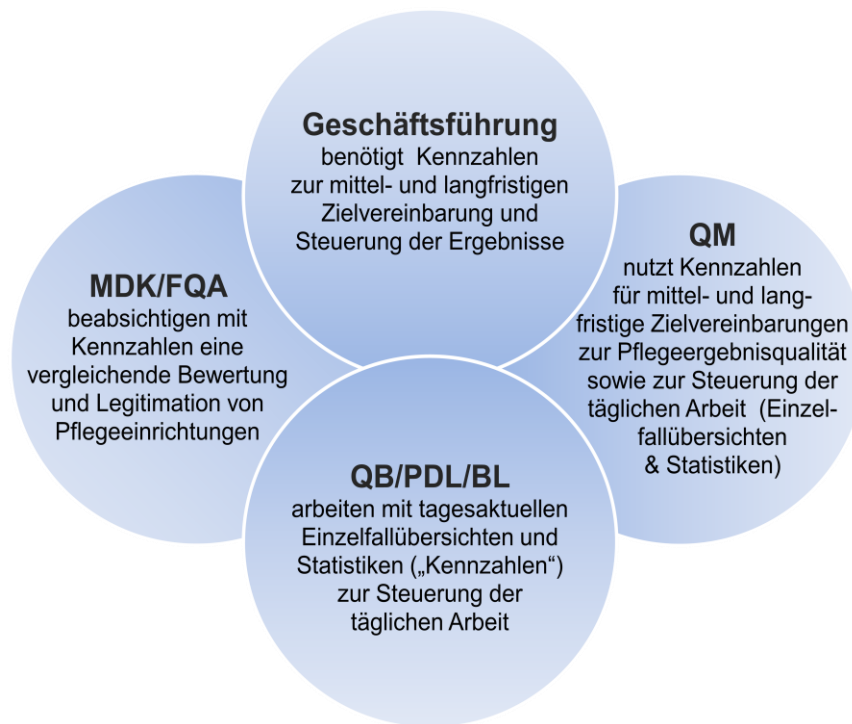 Geschäftsführung
benötigt Kennzahlen
zur mittel- und langfristigen
Zielvereinbarung und
Steuerung der Ergebnisse
MDK/FQA
beabsichtigen mit
Kennzahlen eine
vergleichende Bewertung
und Legitimation von
Pflegeeinrichtungen
QM
nutzt Kennzahlen
für mittel- und lang-
fristige Zielvereinbarungen
zur Pflegeergebnisqualität
sowie zur Steuerung der
täglichen Arbeit (Einzel-
fallübersichten
& Statistiken)
QB/PDL/BL
arbeiten mit tagesaktuellen
Einzelfallübersichten und
Statistiken („Kennzahlen“)
zur Steuerung der
täglichen Arbeit